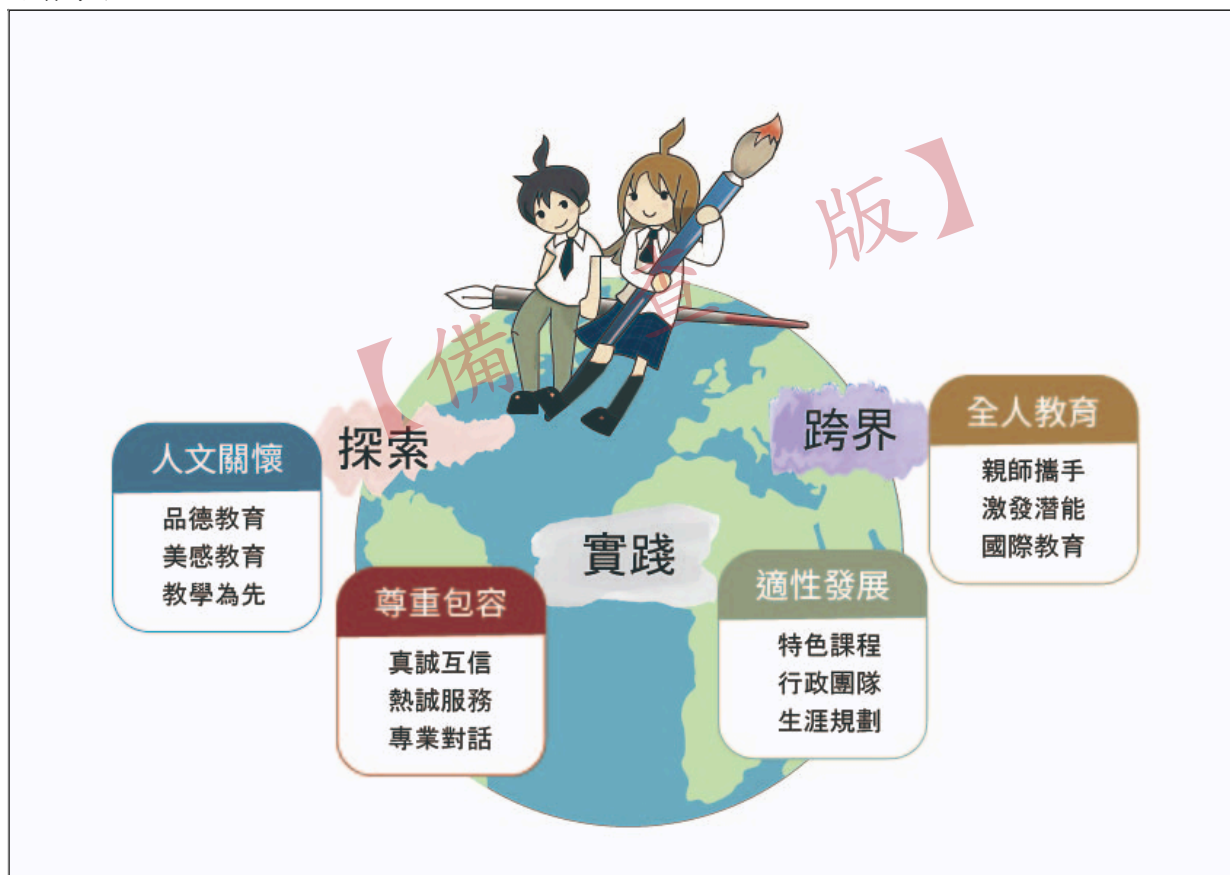 【備查版】
探索
跨界
實踐
人文關懷
品德教育
美感教育
教學為先
尊重包容
真誠互信
熱誠服務
專業對話
適性發展
特色課程
行政團隊
生涯規劃
全人教育
親師攜手
激發潛能
國際教育